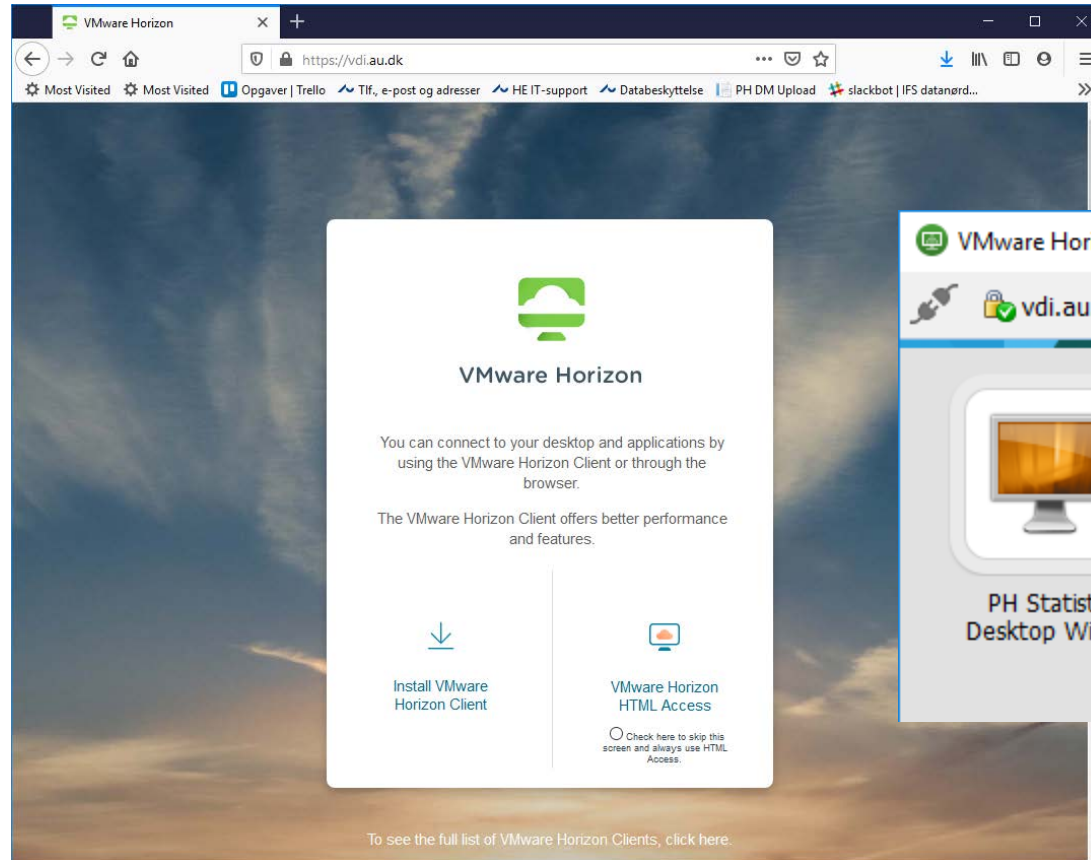 VMware Horizon
https://vdi.au.dk
Most Visited Most Visited Opgaver | Trello Tlf., e-post og adresser HE IT-support Databeskyttelse PH DM Upload slackbot | IFS datanørd...
VMware Horizon
You can connect to your desktop and applications by
using the VMware Horizon Client or through the
browser.
The VMware Horizon Client offers better performance
and features.
Install VMware
Horizon Client
VMware Horizon
HTML Access
Check here to skip this
screen and always use HTML
Access.
To see the full list of VMware Horizon Clients, click here.
VMware Hor
vdi.au
PH Statist
Desktop Wi